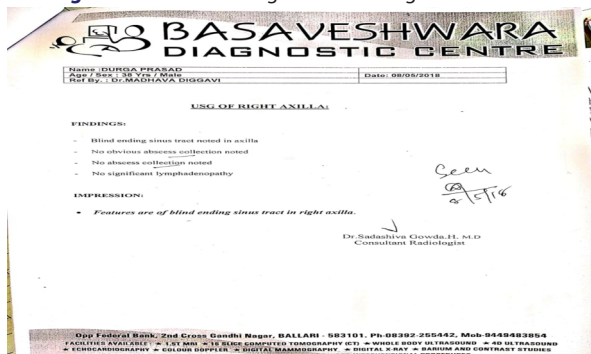 BASAVESHWARA
DIAGNOSTIC CENTRE
Name :DURGA PRASAD
Age / Sex : 38 Yrs / Male
Date: 08/05/2018
Ref By. : Dr.MADHAVA DIGGAVI
USG OF RIGHT AXILLA:
FINDINGS:
- Blind ending sinus tract noted in axilla
- No obvious abscess collection noted
- No abscess collection noted
- No significant lymphadenopathy
Seen
8/5/18
IMPRESSION:
• Features are of blind ending sinus tract in right axilla.
Dr.Sadashiva Gowda.H. M.D
Consultant Radiologist
Opp Federal Bank, 2nd Cross Gandhi Nagar, BALLARI - 583101, Ph-08392-255442, Mob-9449483854
FACILITIES AVAILABLE : ★ 1.5T MRI ★ 16 SLICE COMPUTED TOMOGRAPHY (CT) ★ WHOLE BODY ULTRASOUND ★ 4D ULTRASOUND
★ ECHOCARDIOGRAPHY ★ COLOUR DOPPLER ★ DIGITAL MAMMOGRAPHY ★ DIGITAL X-RAY ★ BARIUM AND CONTRAST STUDIES